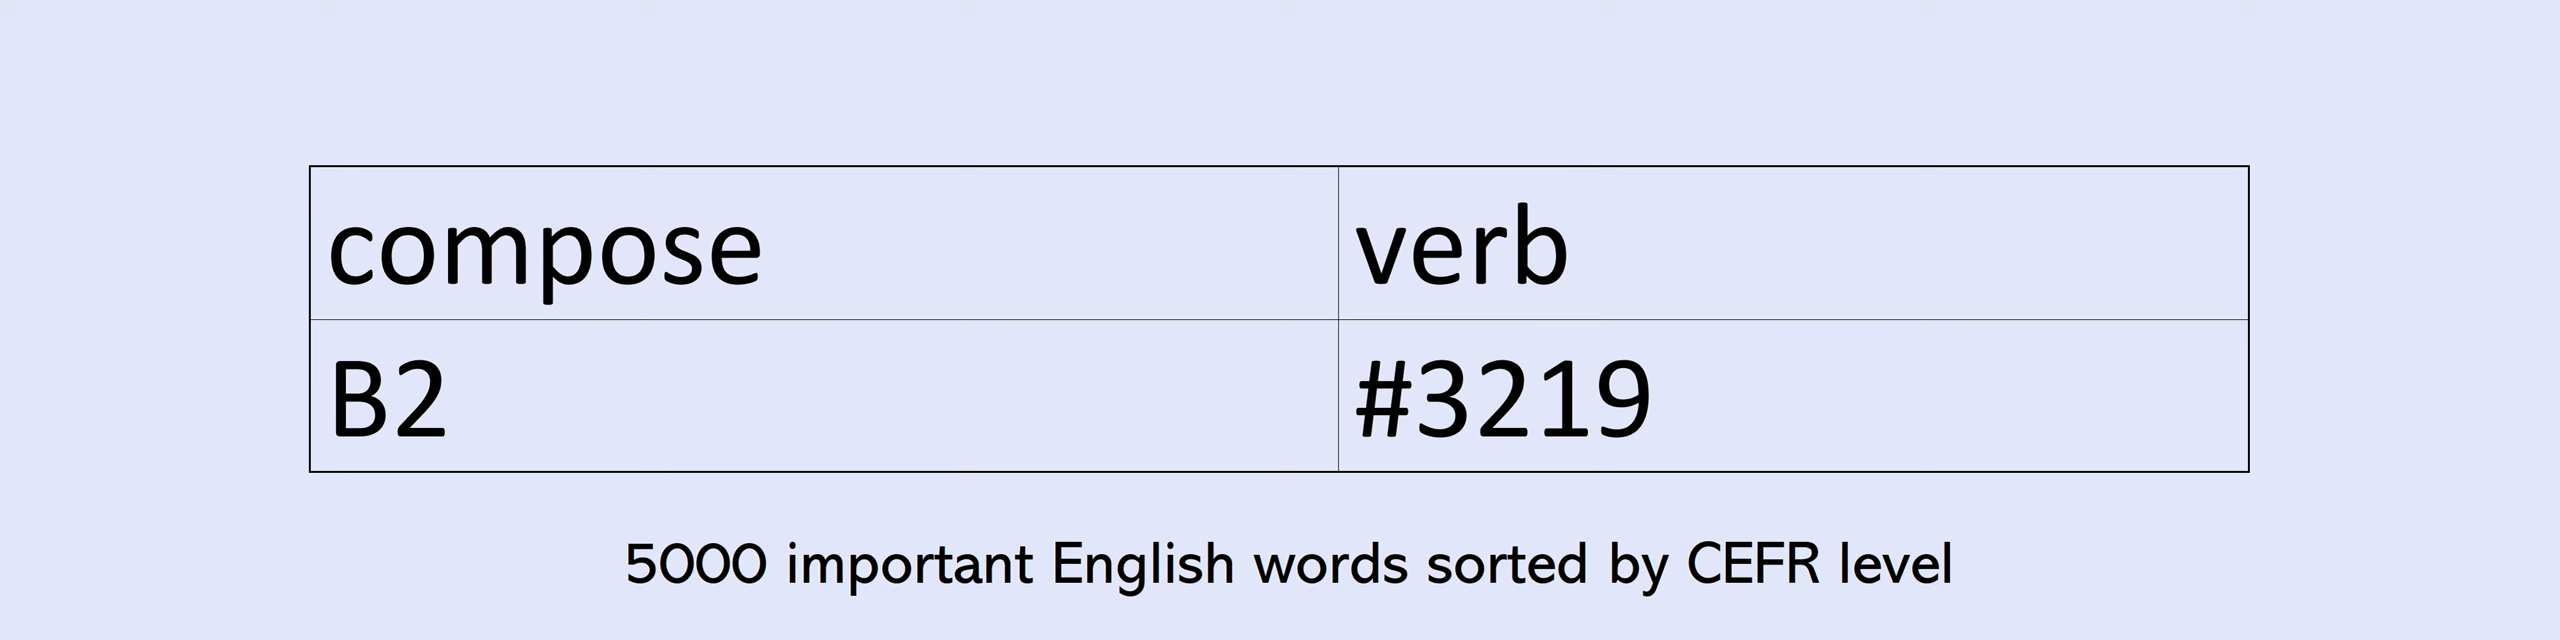 compose verb
B2 #3219
5000 important English words sorted by CEFR level